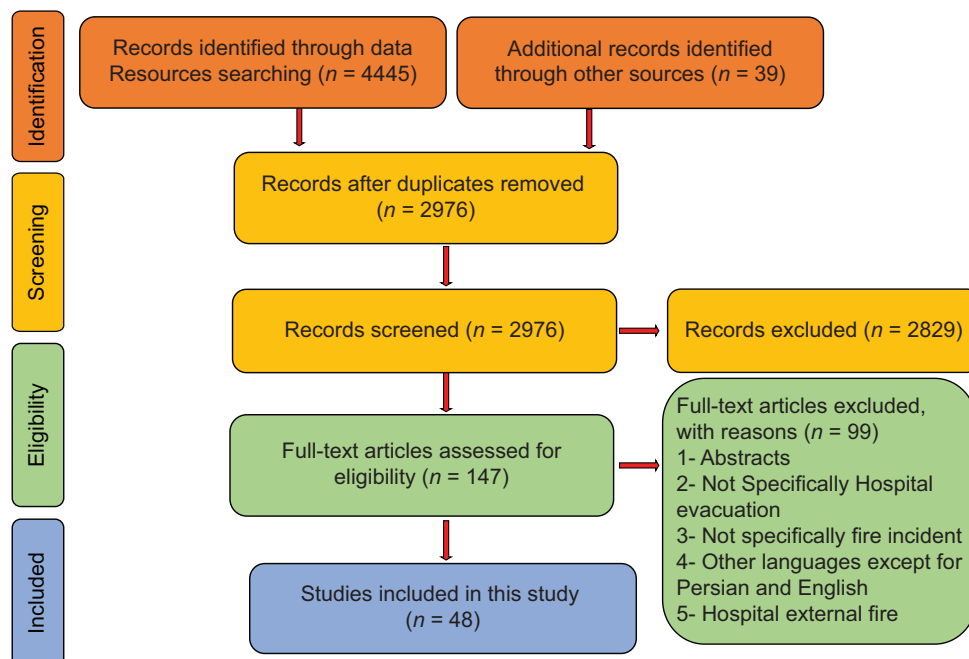 Identification
Records identified through data
Resources searching (n = 4445)
Additional records identified
through other sources (n = 39)
Screening
Records after duplicates removed
(n = 2976)
Records screened (n = 2976)
Records excluded (n = 2829)
Eligibility
Full-text articles assessed for
eligibility (n = 147)
Full-text articles excluded,
with reasons (n = 99)
1- Abstracts
2- Not Specifically Hospital
evacuation
3- Not specifically fire incident
4- Other languages except for
Persian and English
5- Hospital external fire
Included
Studies included in this study
(n = 48)